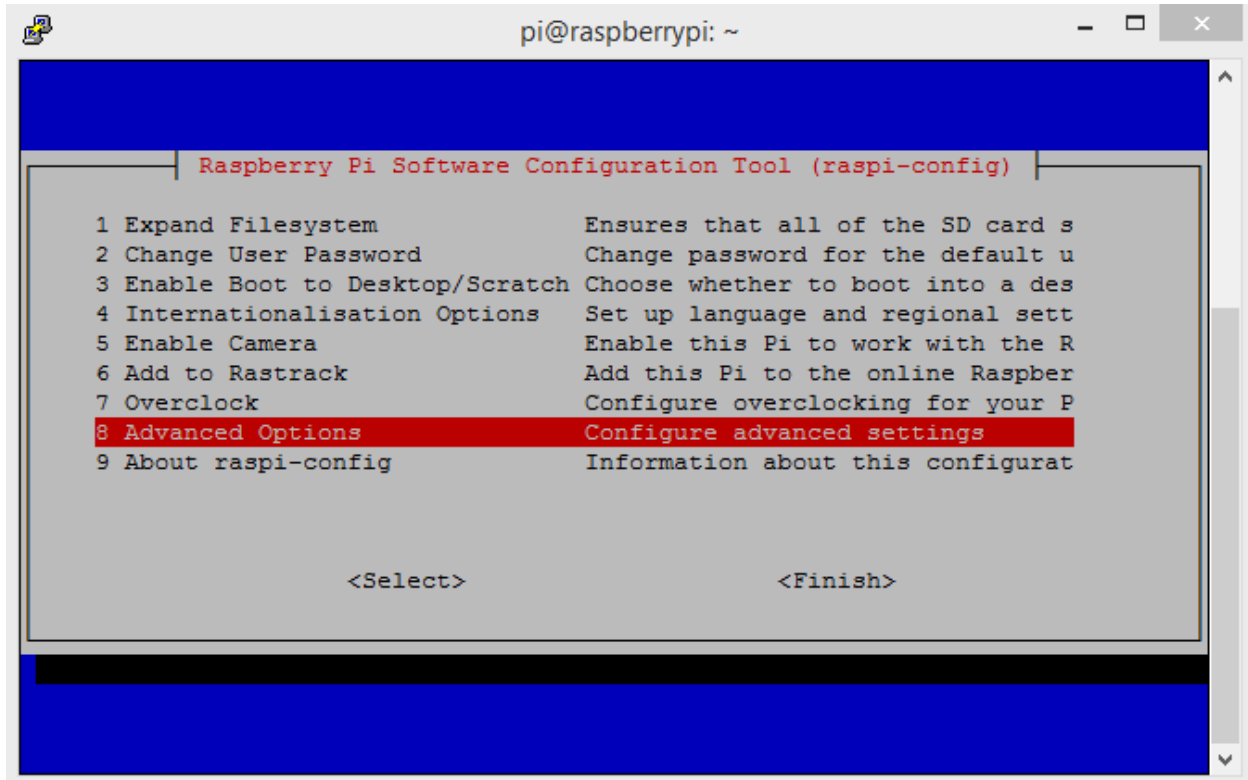 pi@raspberrypi: ~
Raspberry Pi Software Configuration Tool (raspi-config)
1 Expand Filesystem Ensures that all of the SD card s
2 Change User Password Change password for the default u
3 Enable Boot to Desktop/Scratch Choose whether to boot into a des
4 Internationalisation Options Set up language and regional sett
5 Enable Camera Enable this Pi to work with the R
6 Add to Rastrack Add this Pi to the online Raspber
7 Overclock Configure overclocking for your P
8 Advanced Options Configure advanced settings
9 About raspi-config Information about this configurat
<Select> <Finish>